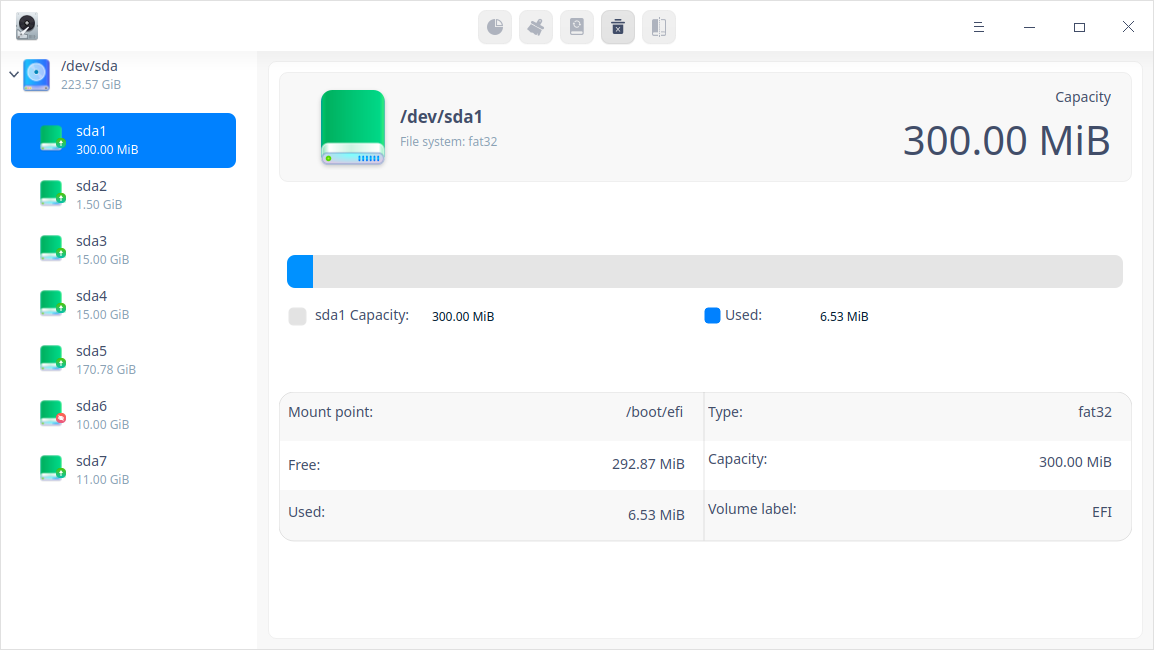 /dev/sda
223.57 GiB
sda1
300.00 MiB
sda2
1.50 GiB
sda3
15.00 GiB
sda4
15.00 GiB
sda5
170.78 GiB
sda6
10.00 GiB
sda7
11.00 GiB
/dev/sda1
File system: fat32
Capacity
300.00 MiB
sda1 Capacity: 300.00 MiB Used: 6.53 MiB
Mount point: /boot/efi Type: fat32
Free: 292.87 MiB Capacity: 300.00 MiB
Used: 6.53 MiB Volume label: EFI